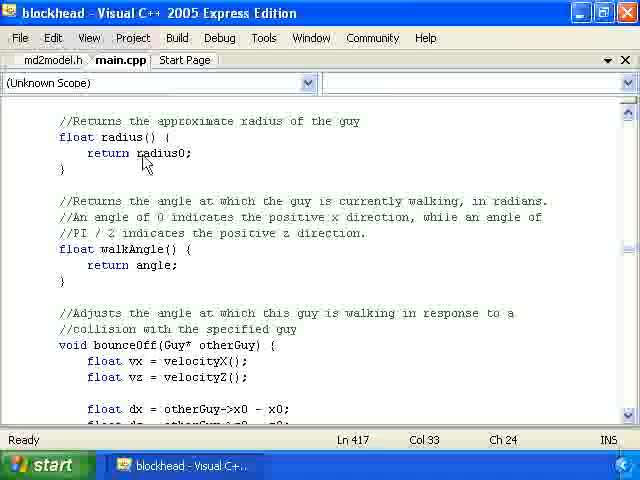 blockhead - Visual C++ 2005 Express Edition
File Edit View Project Build Debug Tools Window Community Help
md2model.h main.cpp Start Page
(Unknown Scope)
//Returns the approximate radius of the guy
float radius() {
return radius0;
}
//Returns the angle at which the guy is currently walking, in radians.
//An angle of 0 indicates the positive x direction, while an angle of
//PI / 2 indicates the positive z direction.
float walkAngle() {
return angle;
}
//Adjusts the angle at which this guy is walking in response to a
//collision with the specified guy
void bounceOff(Guy* otherGuy) {
float vx = velocityX();
float vz = velocityZ();
float dx = otherGuy->x0 - x0;
Ready Ln 417 Col 33 Ch 24 INS
start blockhead - Visual C++...